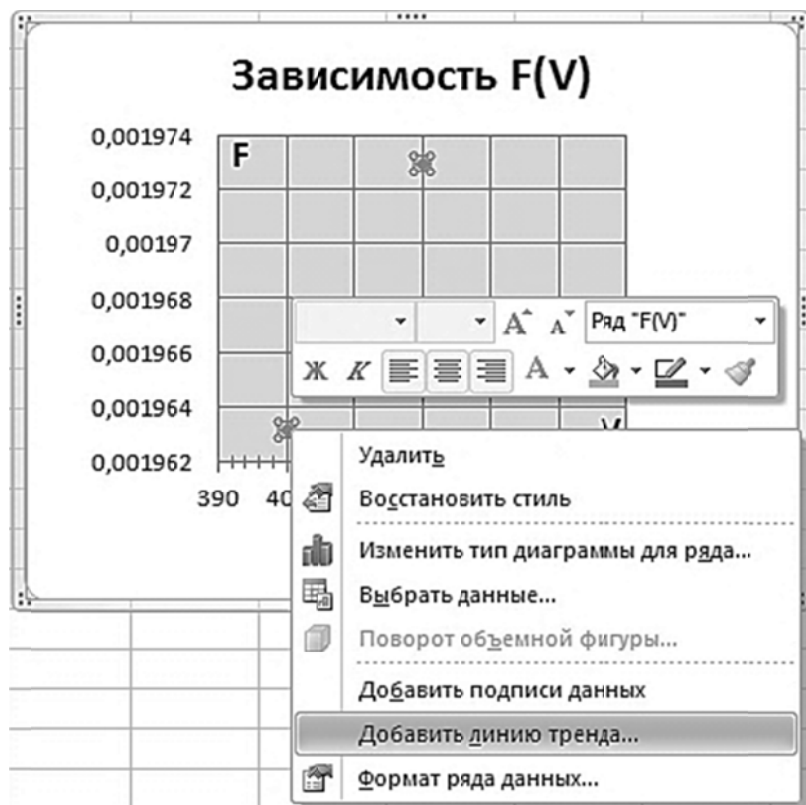 Зависимость F(V)
0,001974
F
0,001972
0,00197
0,001968
Ряд "F(V)"
0,001966
Ж К A
0,001964
0,001962
390
Удалить
Восстановить стиль
Изменить тип диаграммы для ряда...
Выбрать данные...
Поворот объемной фигуры...
Добавить подписи данных
Добавить линию тренда...
Формат ряда данных...